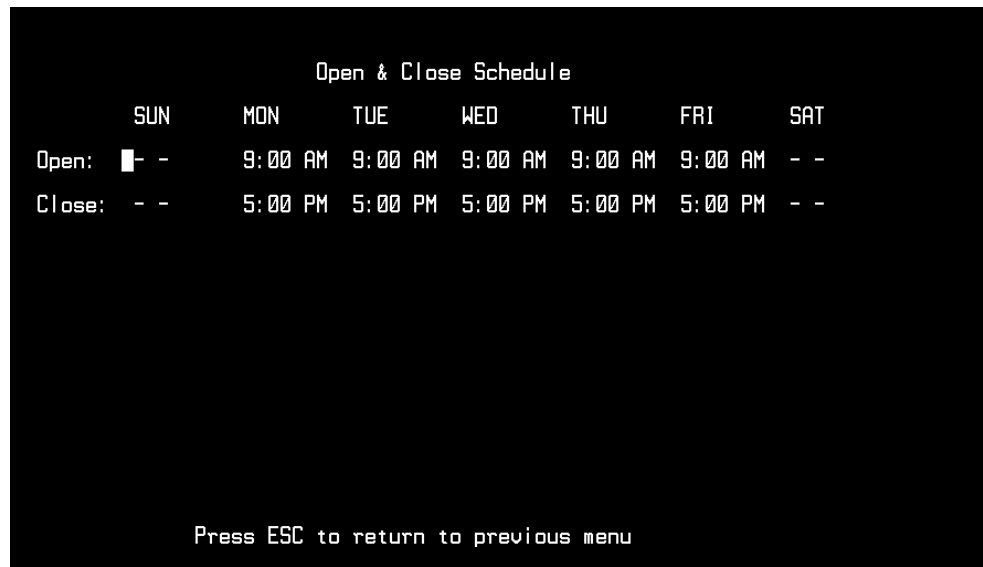 Open & Close Schedule
SUN MON TUE WED THU FRI SAT
Open: - - 9:00 AM 9:00 AM 9:00 AM 9:00 AM 9:00 AM - -
Close: - - 5:00 PM 5:00 PM 5:00 PM 5:00 PM 5:00 PM - -
Press ESC to return to previous menu